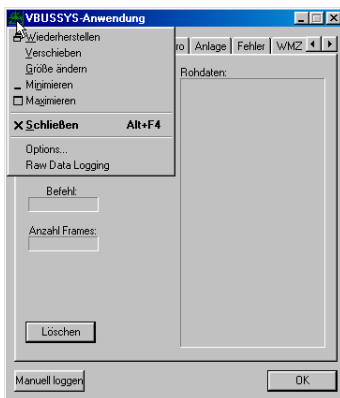 VBUSSYS-Anwendung
Wiederherstellen
Verschieben
Größe ändern
Minimieren
Maximieren
Schließen Alt+F4
Options...
Raw Data Logging
ro Anlage Fehler WMZ
Rohdaten:
Befehl:
Anzahl Frames:
Löschen
Manuell loggen
OK